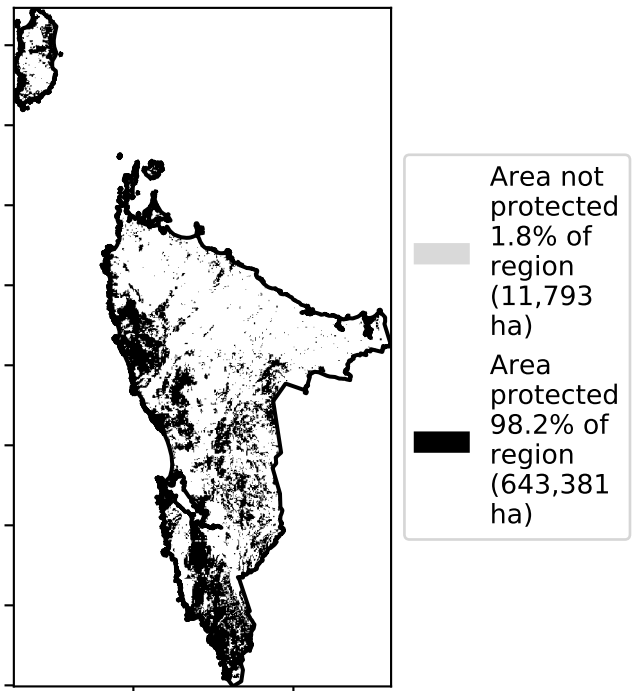 Area not
protected
1.8% of
region
(11,793
ha)
Area
protected
98.2% of
region
(643,381
ha)